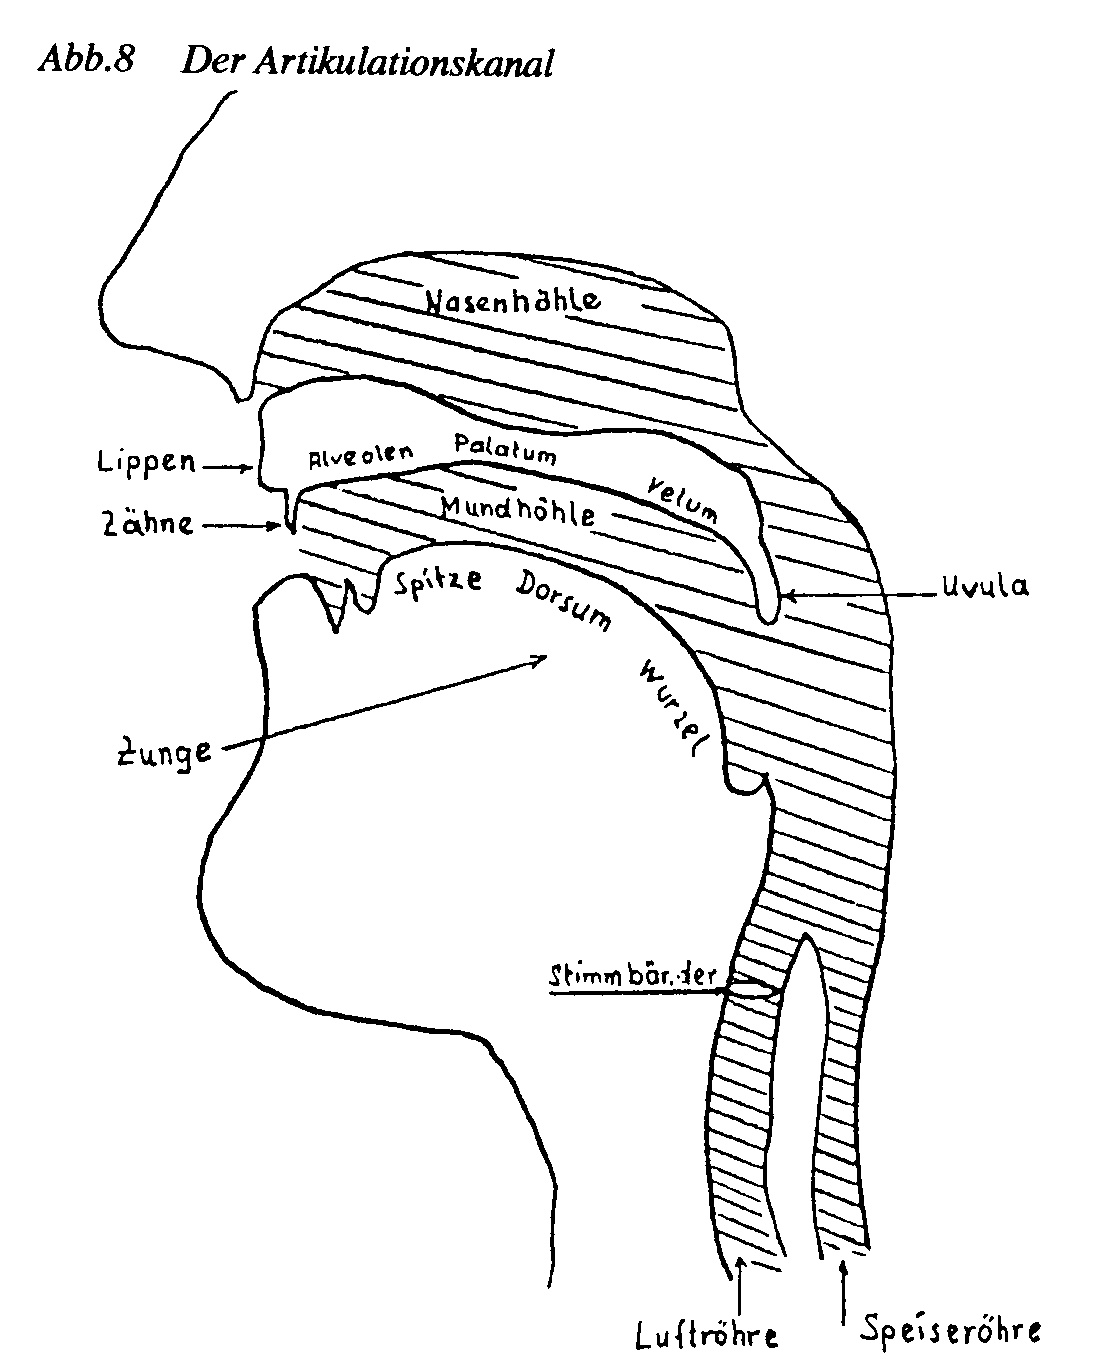 Abb.8 Der Artikulationskanal
Nasenhöhle
Lippen
Alveolen
Palatum
Velum
Zähne
Mundhöhle
Spitze
Dorsum
Uvula
Wurzel
Zunge
Stimmbänder
Luftröhre
Speiseröhre